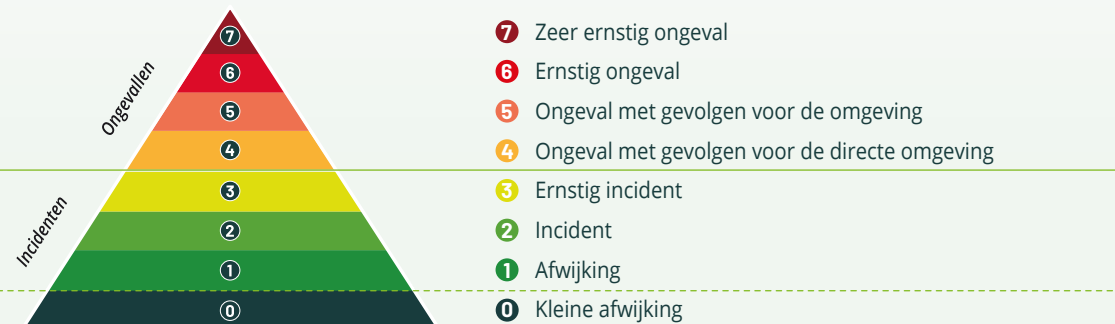 Ongevallen
Incidenten
7
6
5
4
3
2
1
0
7 Zeer ernstig ongeval
6 Ernstig ongeval
5 Ongeval met gevolgen voor de omgeving
4 Ongeval met gevolgen voor de directe omgeving
3 Ernstig incident
2 Incident
1 Afwijking
0 Kleine afwijking